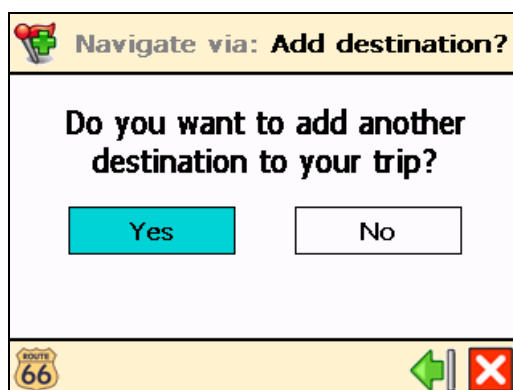 Navigate via: Add destination?
Do you want to add another
destination to your trip?
Yes No
ROUTE
66